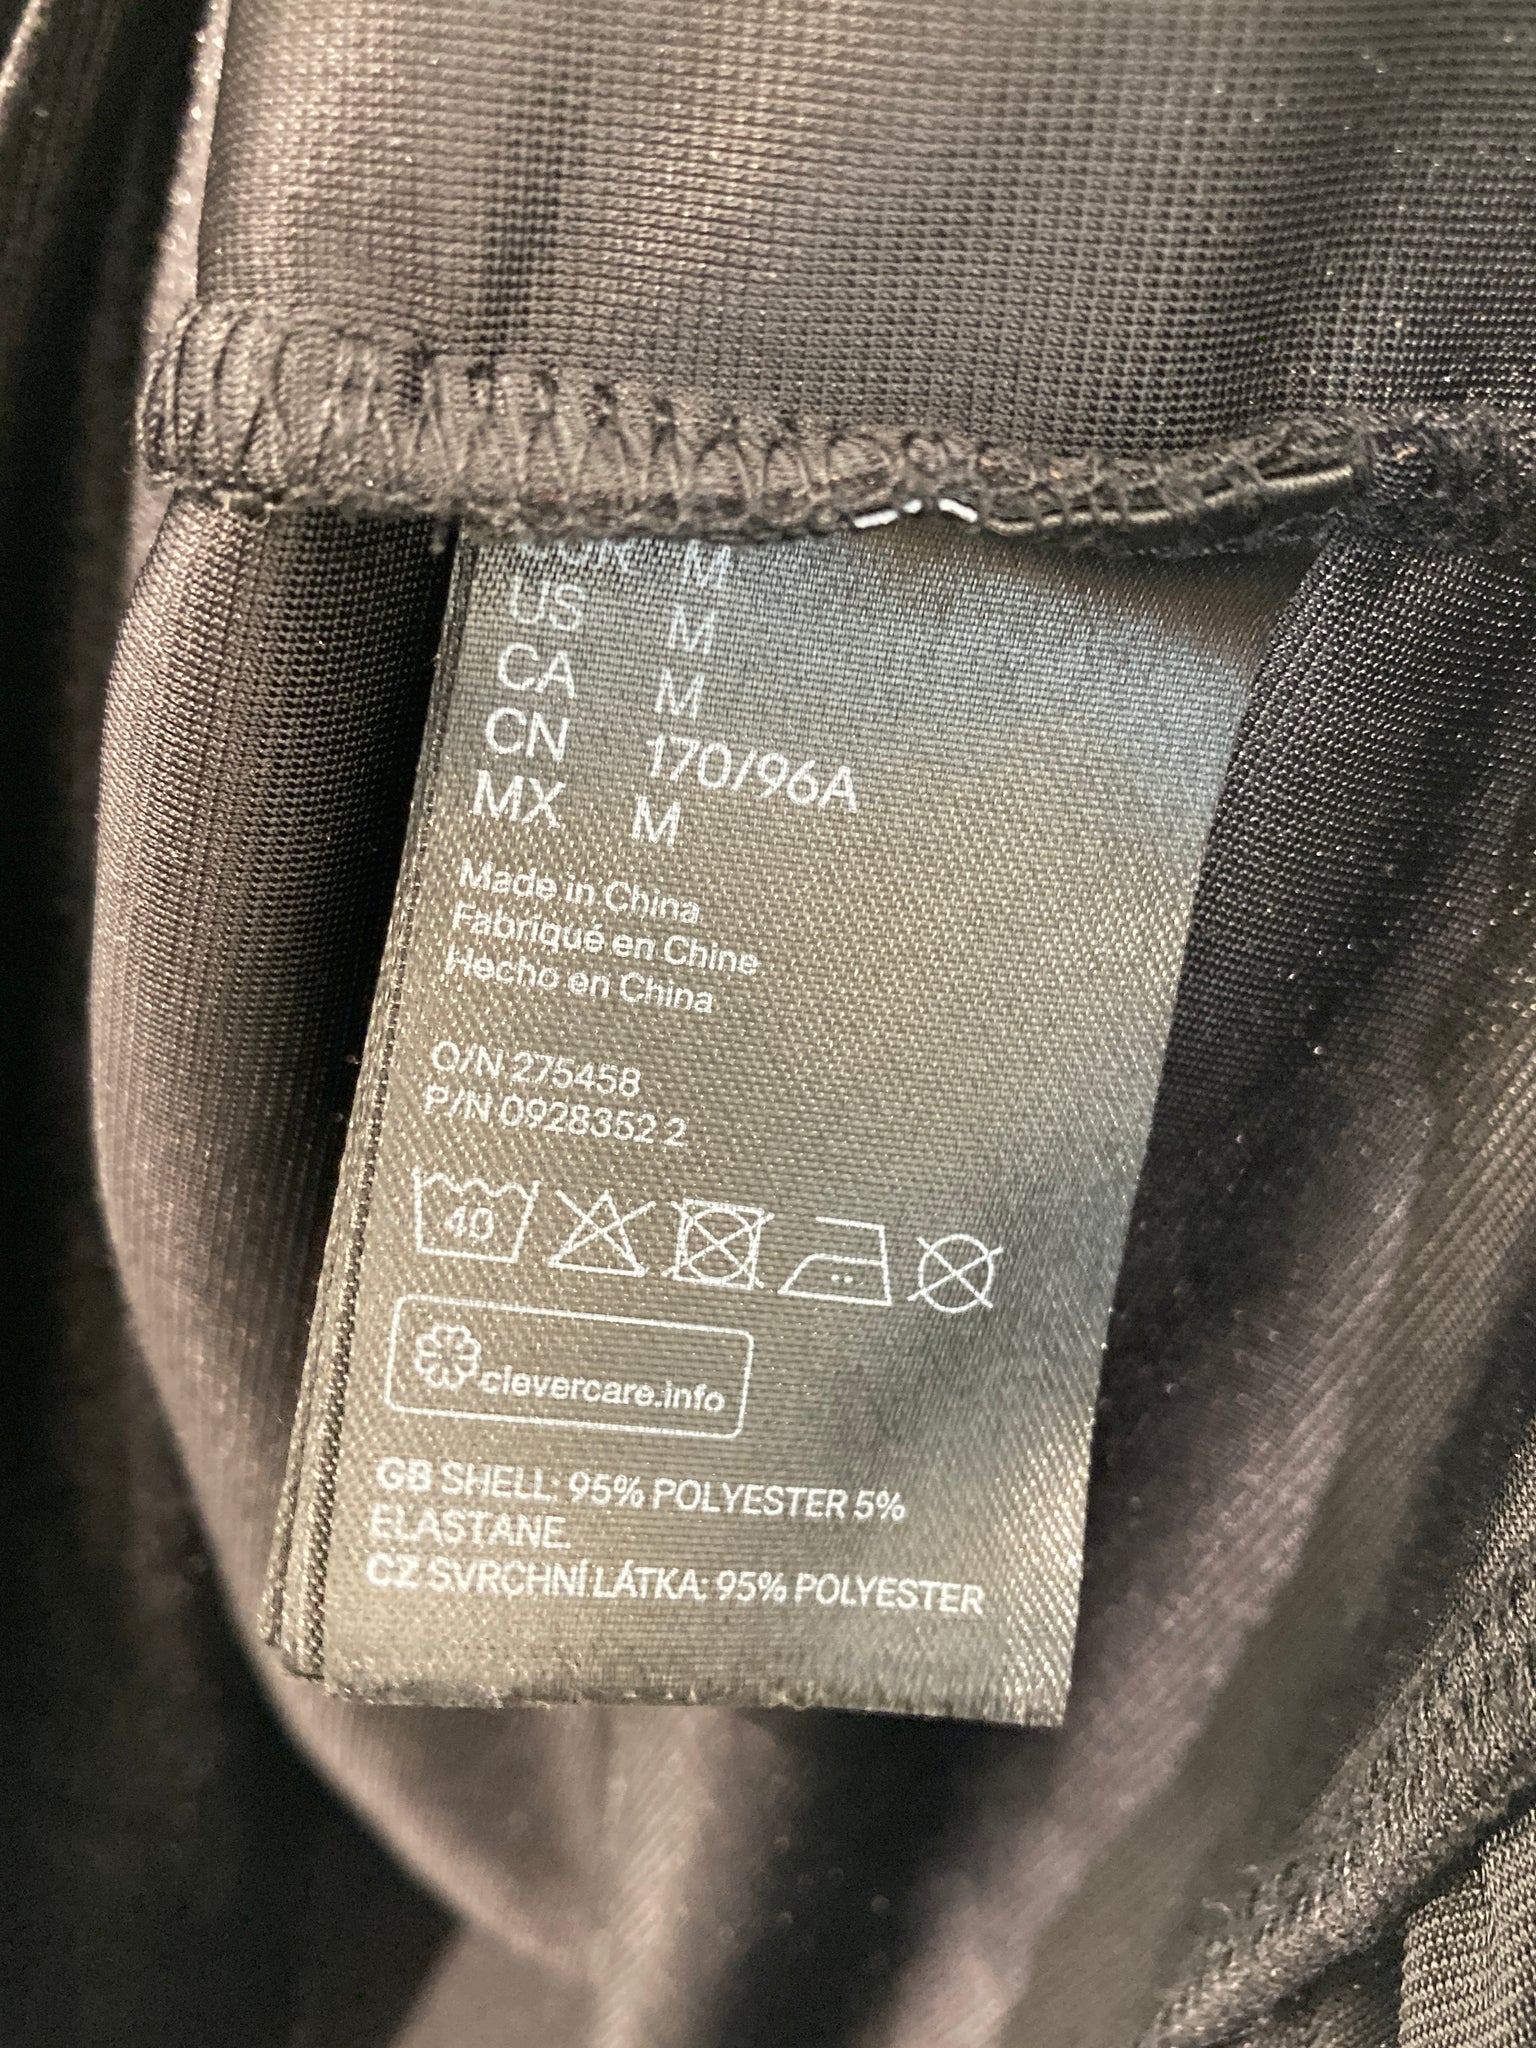 M
US M
CA M
CN 170/96A
MX M
Made in China
Fabriqué en Chine
Hecho en China
O/N 275458
P/N 0928352 2
40
clevercare.info
GB SHELL: 95% POLYESTER 5%
ELASTANE.
CZ SVRCHNÍ LÁTKA: 95% POLYESTER